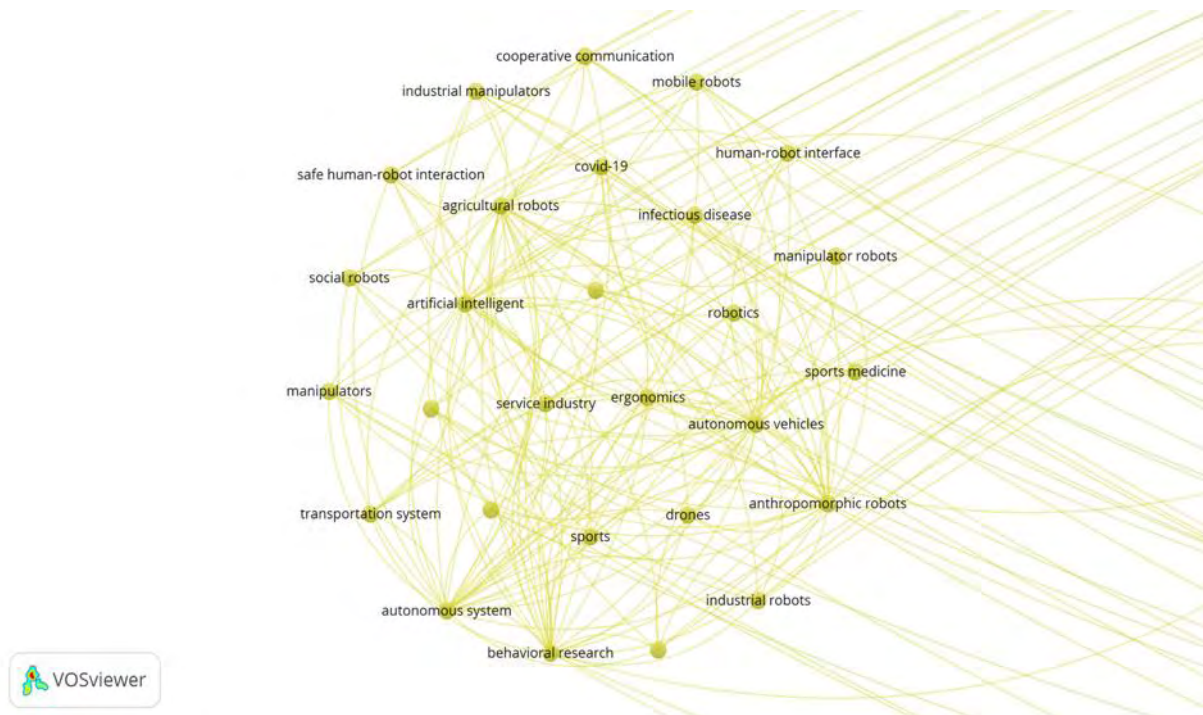 cooperative communication
mobile robots
industrial manipulators
human-robot interface
covid-19
safe human-robot interaction
agricultural robots
infectious disease
manipulator robots
social robots
artificial intelligent
robotics
sports medicine
manipulators
ergonomics
service industry
autonomous vehicles
anthropomorphic robots
transportation system
drones
sports
industrial robots
autonomous system
behavioral research
VOSviewer